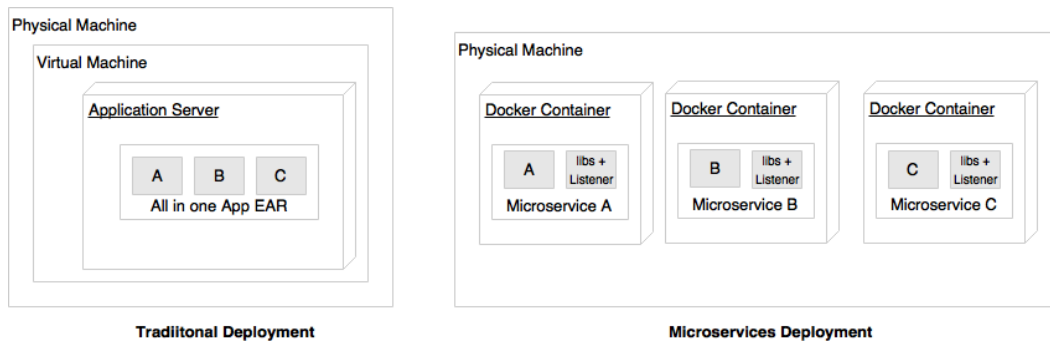 Physical Machine
Virtual Machine
Application Server
A
B
C
All in one App EAR
Tradiitonal Deployment
Physical Machine
Docker Container
A
libs +
Listener
Microservice A
Docker Container
B
libs +
Listener
Microservice B
Docker Container
C
libs +
Listener
Microservice C
Microservices Deployment